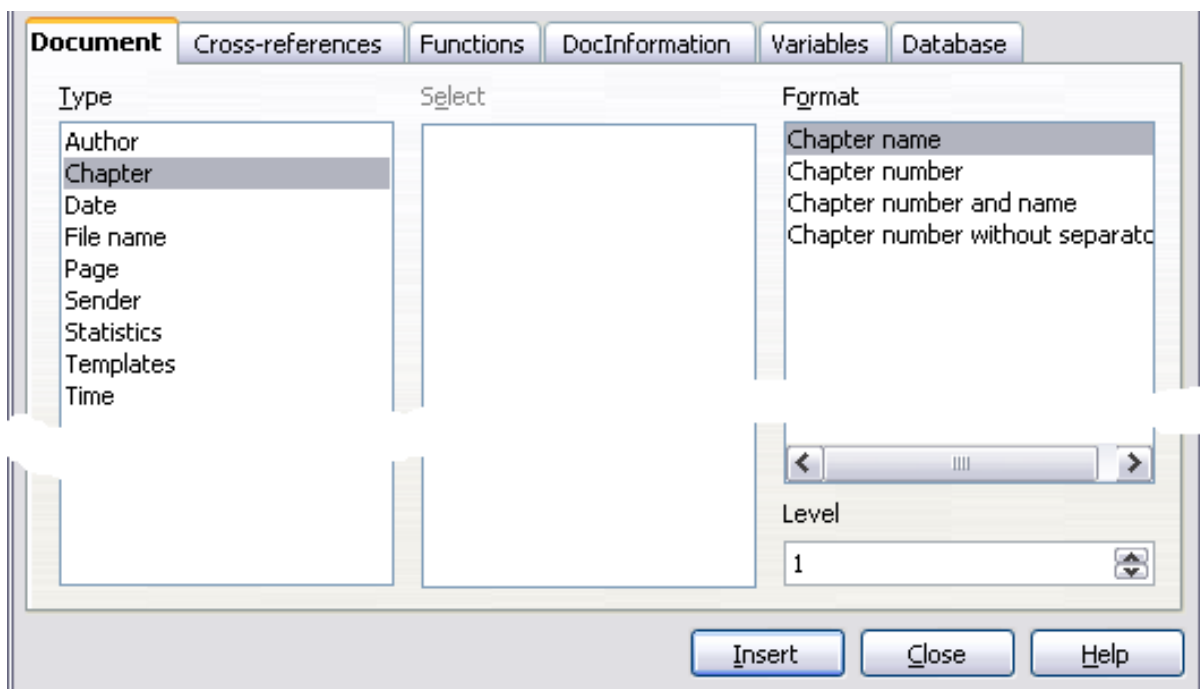 Document Cross-references Functions DocInformation Variables Database
Type Select Format
Author
Chapter
Date
File name
Page
Sender
Statistics
Templates
Time
Chapter name
Chapter number
Chapter number and name
Chapter number without separatc
Level
1
Insert Close Help